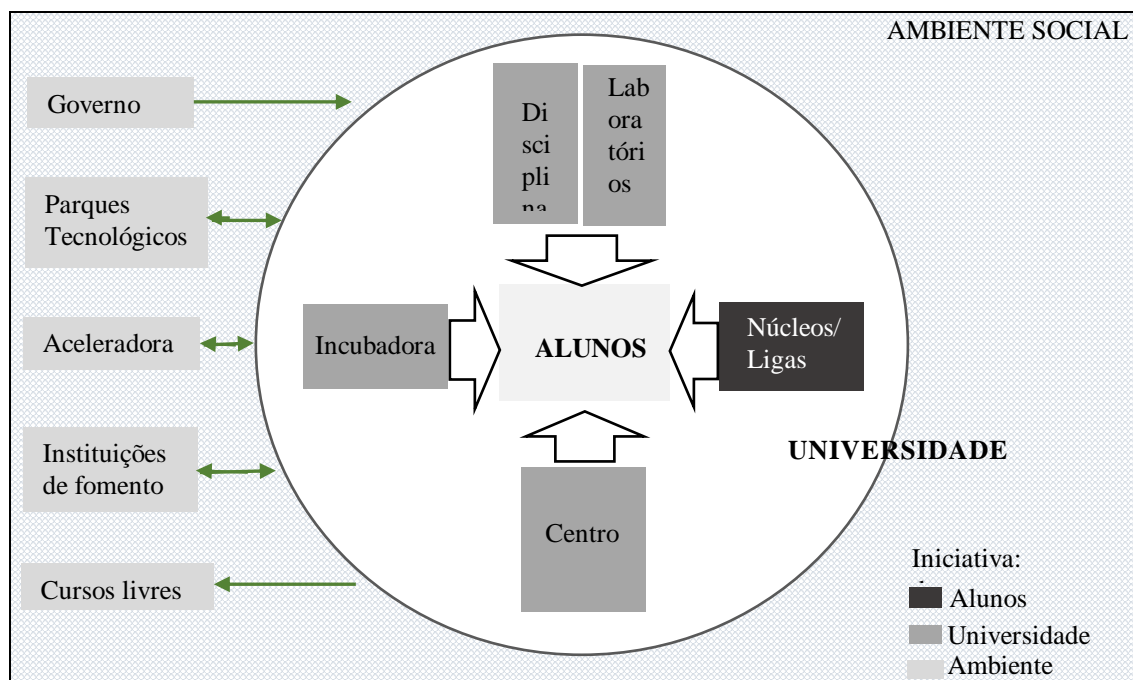 AMBIENTE SOCIAL
Governo
Parques
Tecnológicos
Aceleradora
Instituições
de fomento
Cursos livres
Di
sci
pli
na
Lab
ora
tóri
os
Incubadora
ALUNOS
Núcleos/
Ligas
Centro
UNIVERSIDADE
Iniciativa:
Alunos
Universidade
Ambiente